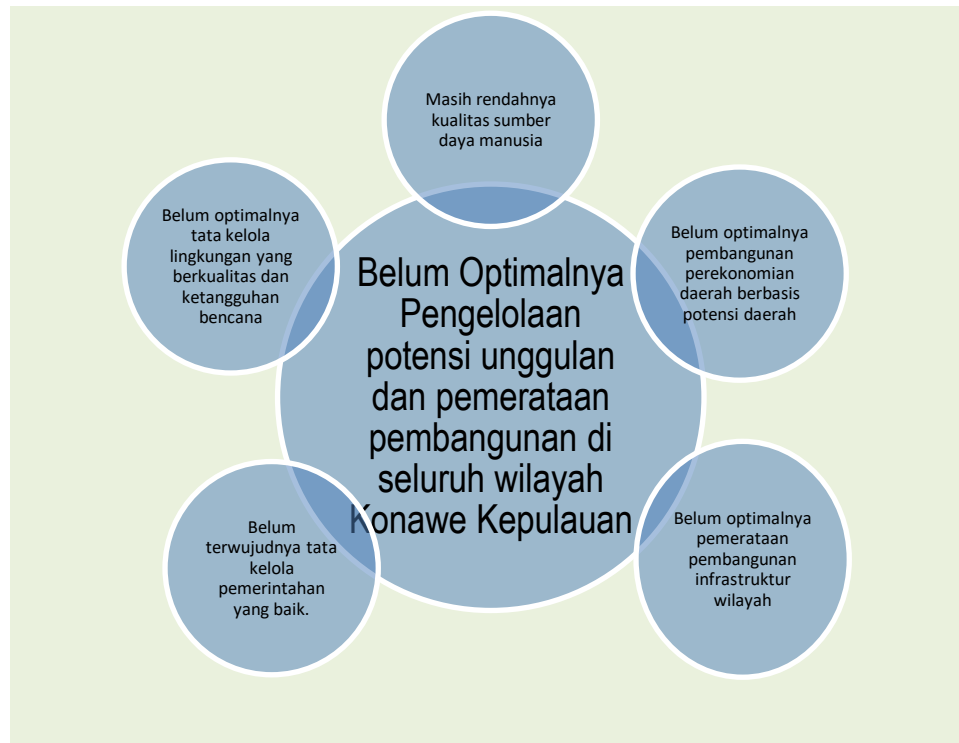 Masih rendahnya
kualitas sumber
daya manusia
Belum optimalnya
pembangunan
perekonomian
daerah berbasis
potensi daerah
Belum optimalnya
pemerataan
pembangunan
infrastruktur
wilayah
Belum
terwujudnya tata
kelola
pemerintahan
yang baik.
Belum optimalnya
tata kelola
lingkungan yang
berkualitas dan
ketangguhan
bencana
Belum Optimalnya
Pengelolaan
potensi unggulan
dan pemerataan
pembangunan di
seluruh wilayah
Konawe Kepulauan